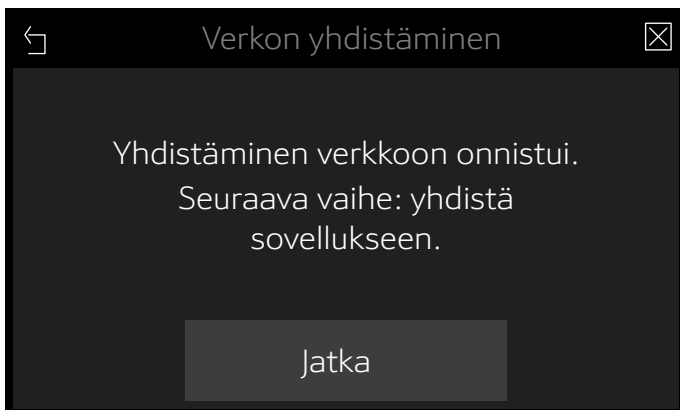 Verkon yhdistäminen
Yhdistäminen verkkoon onnistui.
Seuraava vaihe: yhdistä
sovellukseen.
Jatka